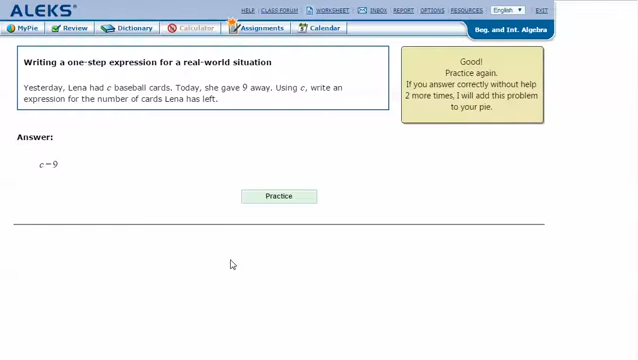 ALEKS
HELP CLASS FORUM WORKSHEET INBOX REPORT OPTIONS RESOURCES English EXIT
MyPie Review Dictionary Calculator Assignments Calendar
Beg. and Int. Algebra
Writing a one-step expression for a real-world situation
Yesterday, Lena had c baseball cards. Today, she gave 9 away. Using c, write an
expression for the number of cards Lena has left.
Good!
Practice again.
If you answer correctly without help
2 more times, I will add this problem
to your pie.
Answer:
c−9
Practice